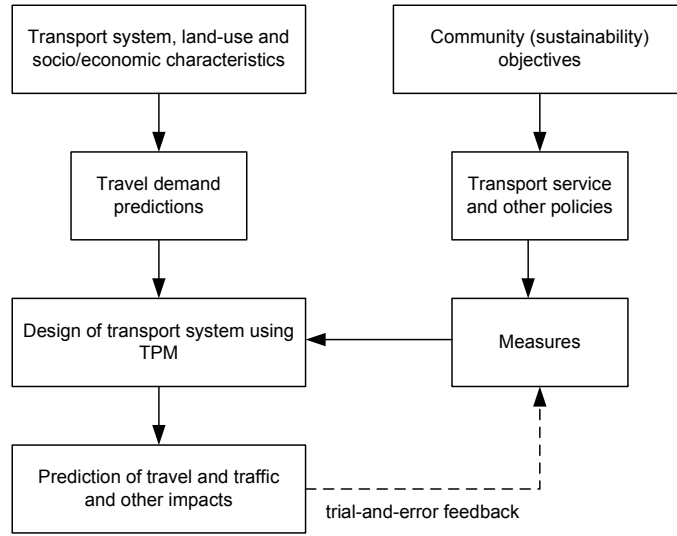 Transport system, land-use and
socio/economic characteristics
Community (sustainability)
objectives
Travel demand
predictions
Transport service
and other policies
Design of transport system using
TPM
Measures
Prediction of travel and traffic
and other impacts
trial-and-error feedback